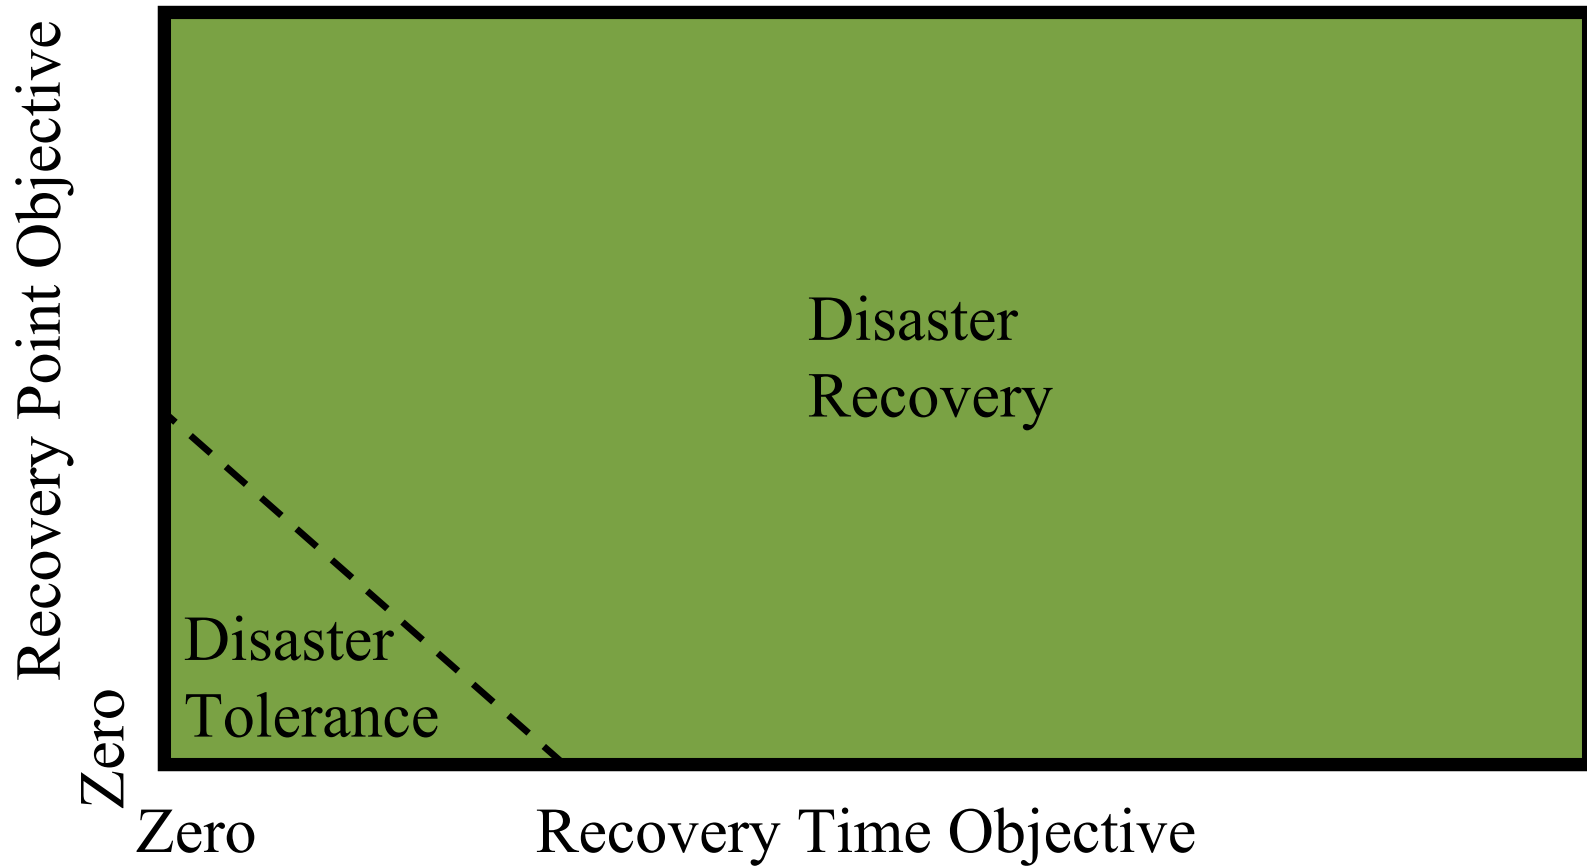 Recovery Point Objective
Disaster
Recovery
Disaster
Tolerance
Zero
Zero
Recovery Time Objective